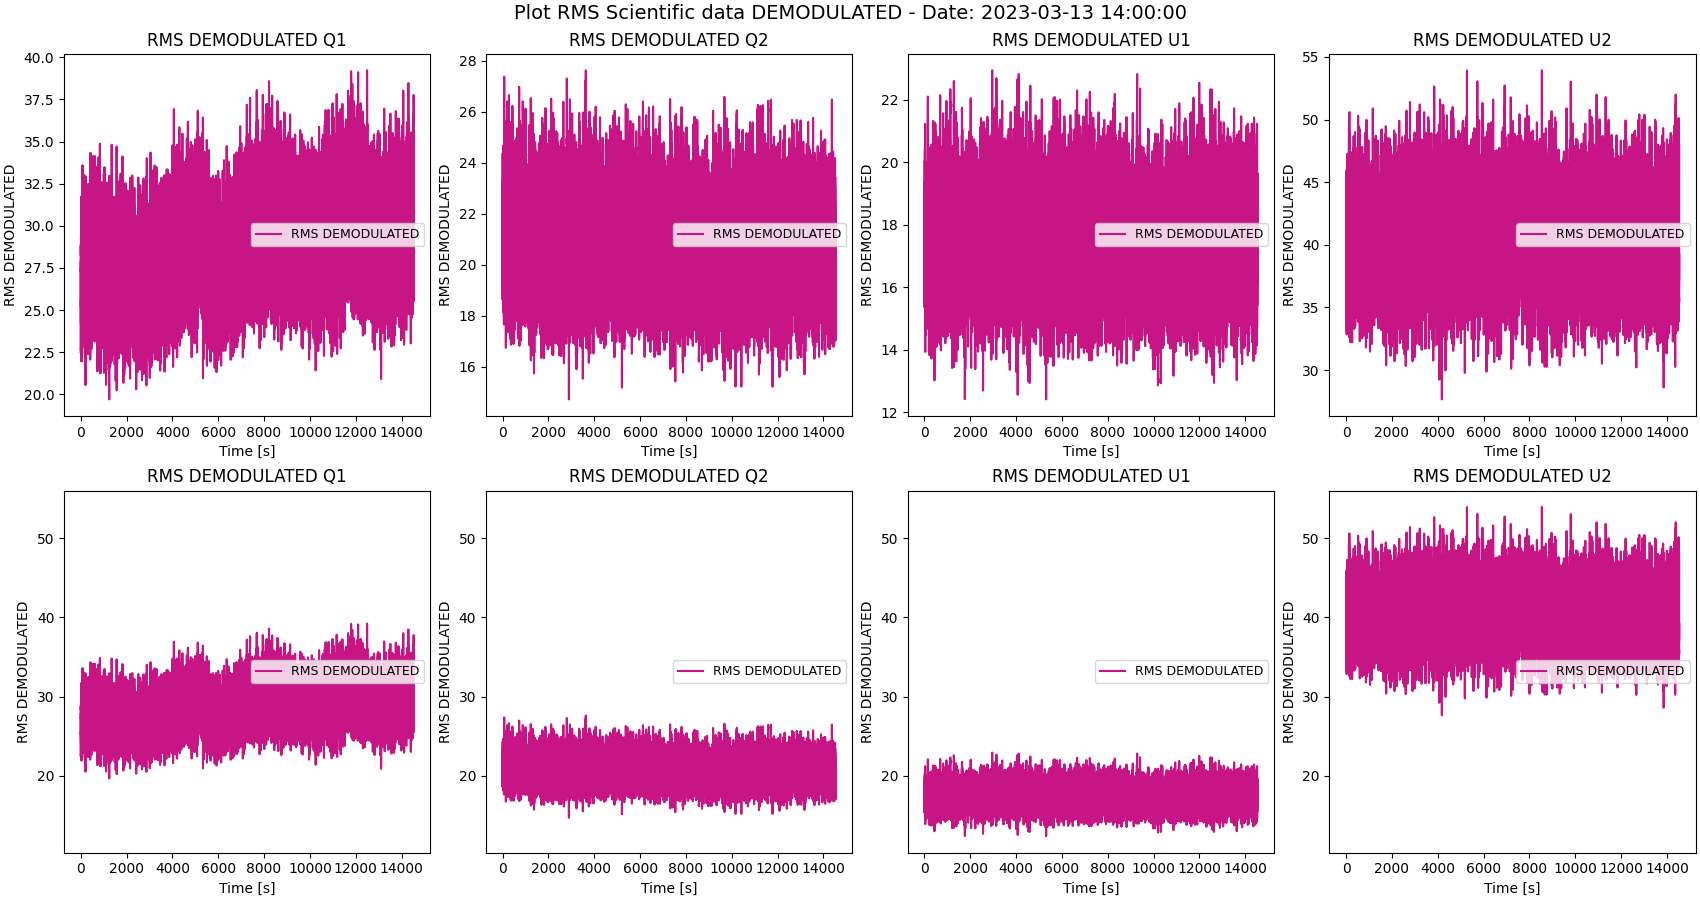 Plot RMS Scientific data DEMODULATED - Date: 2023-03-13 14:00:00
RMS DEMODULATED Q1
RMS DEMODULATED
40.0
37.5
35.0
32.5
30.0
27.5
25.0
22.5
20.0
RMS DEMODULATED
0 2000 4000 6000 8000 10000 12000 14000
Time [s]
RMS DEMODULATED Q2
RMS DEMODULATED
28
26
24
22
20
18
16
RMS DEMODULATED
0 2000 4000 6000 8000 10000 12000 14000
Time [s]
RMS DEMODULATED U1
RMS DEMODULATED
22
20
18
16
14
12
RMS DEMODULATED
0 2000 4000 6000 8000 10000 12000 14000
Time [s]
RMS DEMODULATED U2
RMS DEMODULATED
55
50
45
40
35
30
RMS DEMODULATED
0 2000 4000 6000 8000 10000 12000 14000
Time [s]
RMS DEMODULATED Q1
RMS DEMODULATED
50
40
30
20
RMS DEMODULATED
0 2000 4000 6000 8000 10000 12000 14000
Time [s]
RMS DEMODULATED Q2
RMS DEMODULATED
50
40
30
20
RMS DEMODULATED
0 2000 4000 6000 8000 10000 12000 14000
Time [s]
RMS DEMODULATED U1
RMS DEMODULATED
50
40
30
20
RMS DEMODULATED
0 2000 4000 6000 8000 10000 12000 14000
Time [s]
RMS DEMODULATED U2
RMS DEMODULATED
50
40
30
20
RMS DEMODULATED
0 2000 4000 6000 8000 10000 12000 14000
Time [s]